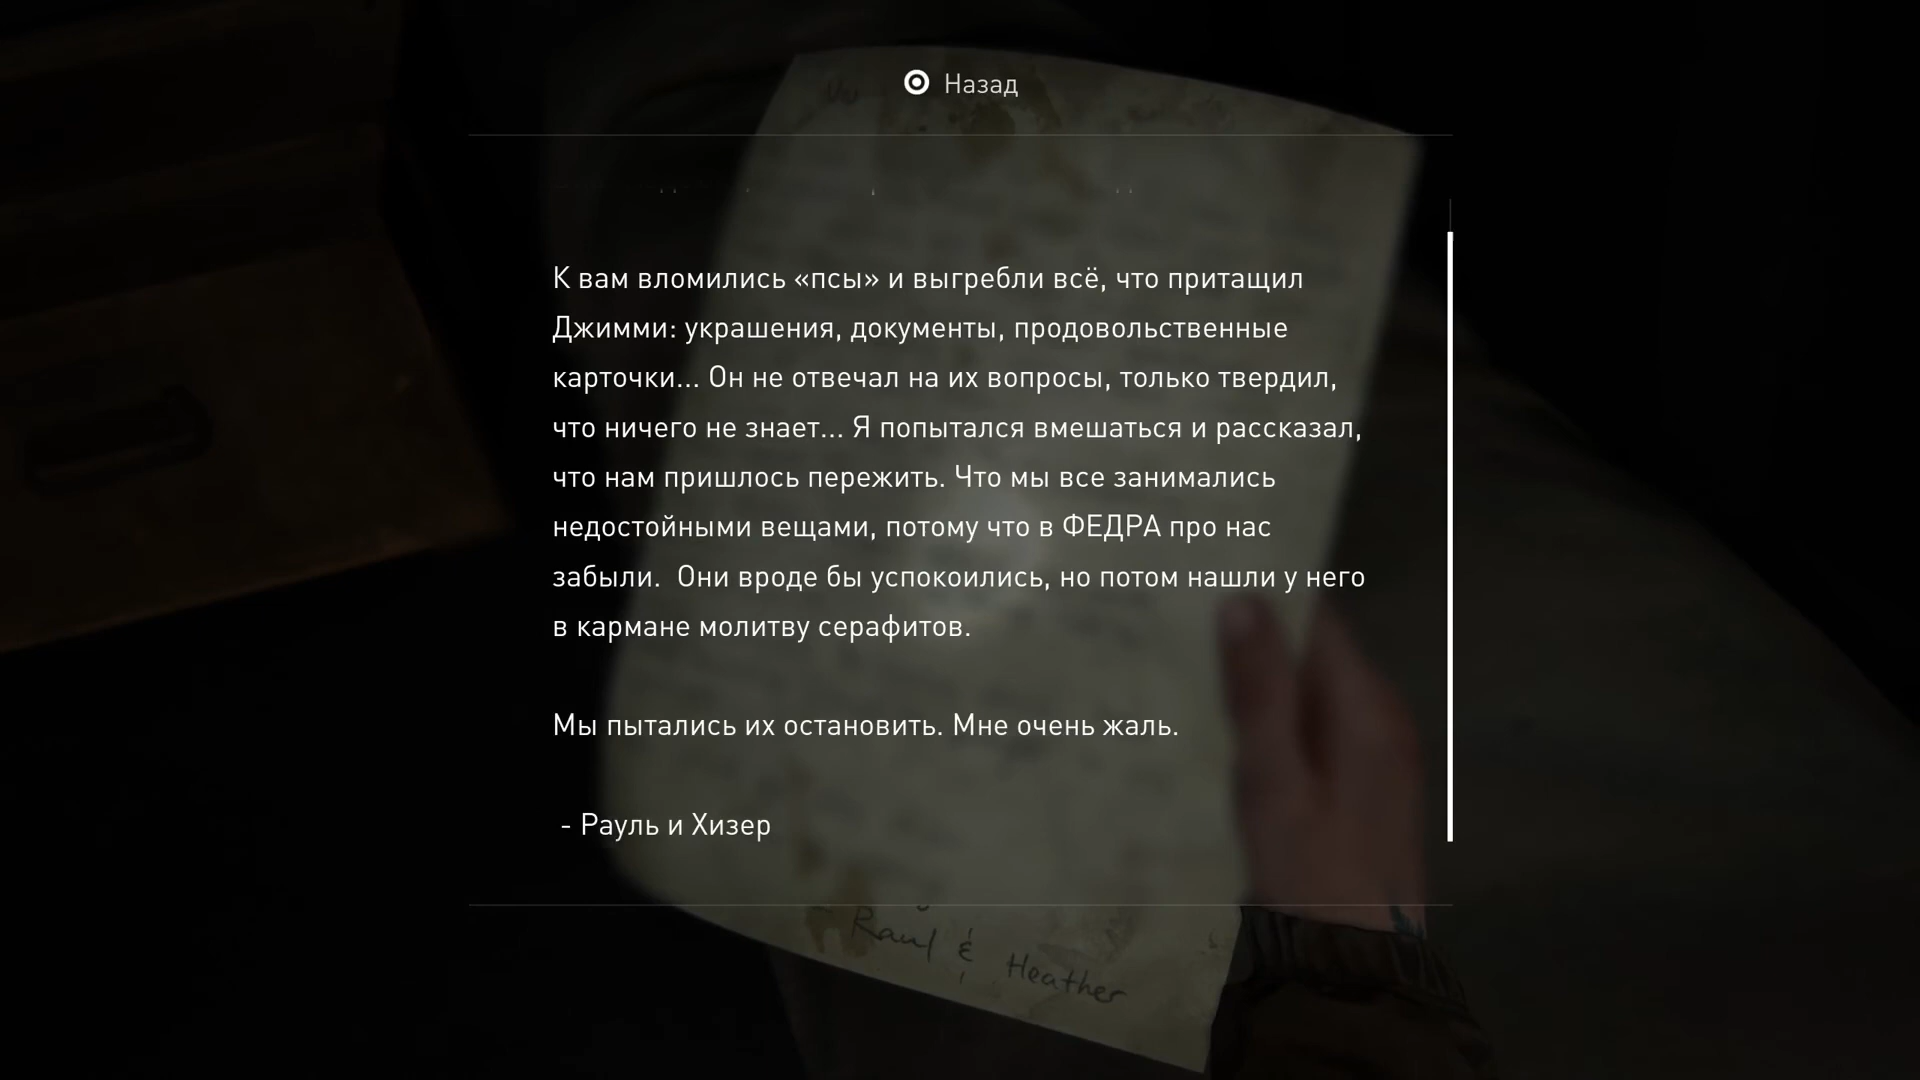 Назад
К вам вломились «псы» и выгребли всё, что притащил
Джимми: украшения, документы, продовольственные
карточки... Он не отвечал на их вопросы, только твердил,
что ничего не знает... Я попытался вмешаться и рассказал,
что нам пришлось пережить. Что мы все занимались
недостойными вещами, потому что в ФЕДРА про нас
забыли.  Они вроде бы успокоились, но потом нашли у него
в кармане молитву серафитов.
Мы пытались их остановить. Мне очень жаль.
- Рауль и Хизер
Raul & Heather